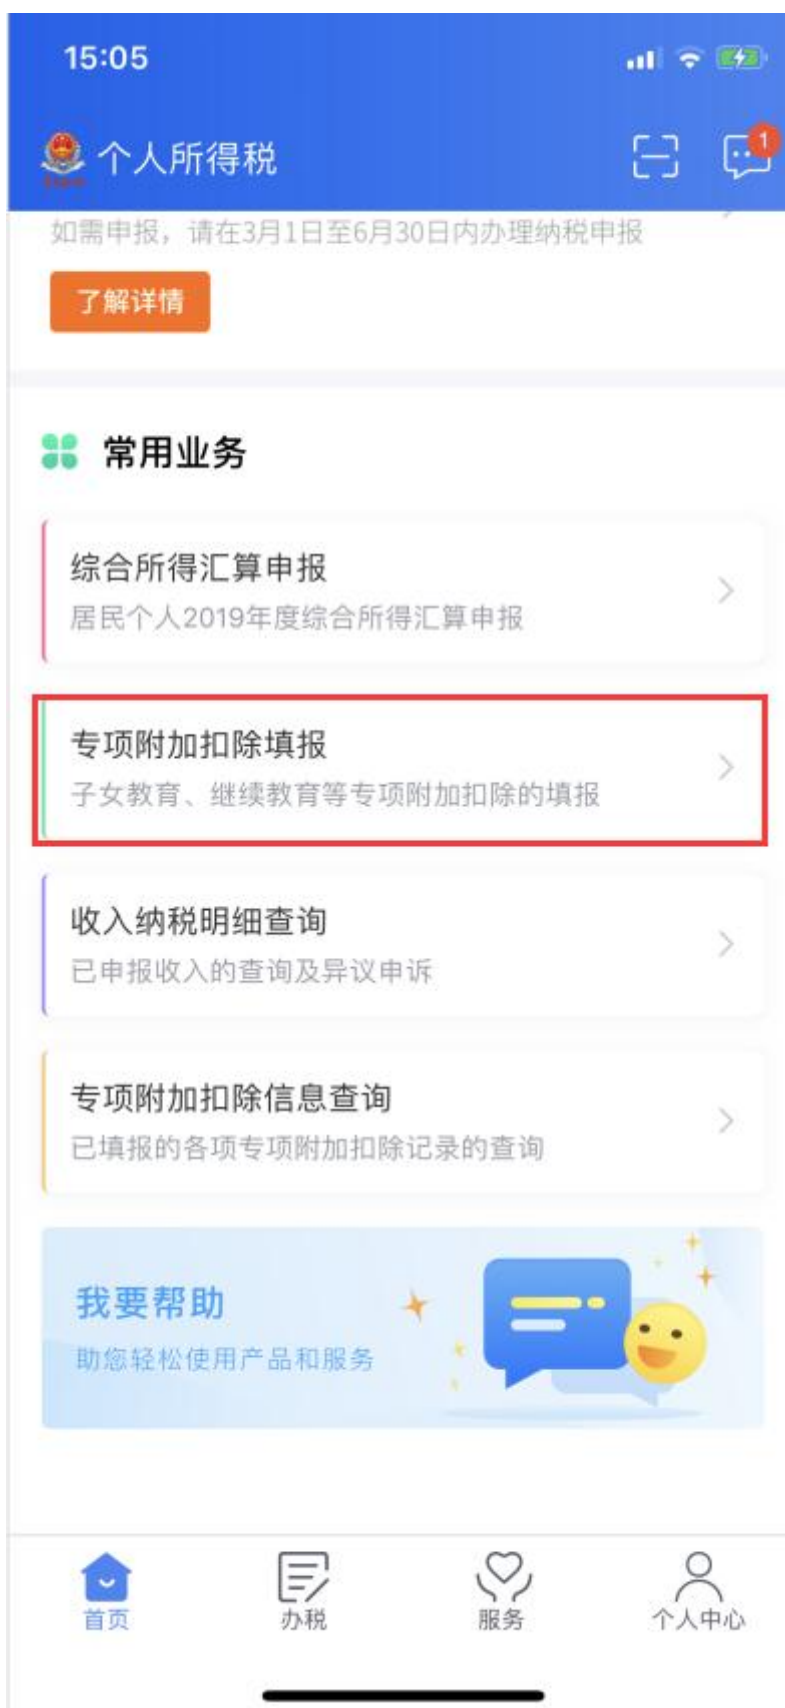 15:05
个人所得税
1
如需申报，请在3月1日至6月30日内办理纳税申报
了解详情
常用业务
综合所得汇算申报
居民个人2019年度综合所得汇算申报
专项附加扣除填报
子女教育、继续教育等专项附加扣除的填报
收入纳税明细查询
已申报收入的查询及异议申诉
专项附加扣除信息查询
已填报的各项专项附加扣除记录的查询
我要帮助
助您轻松使用产品和服务
首页
办税
服务
个人中心